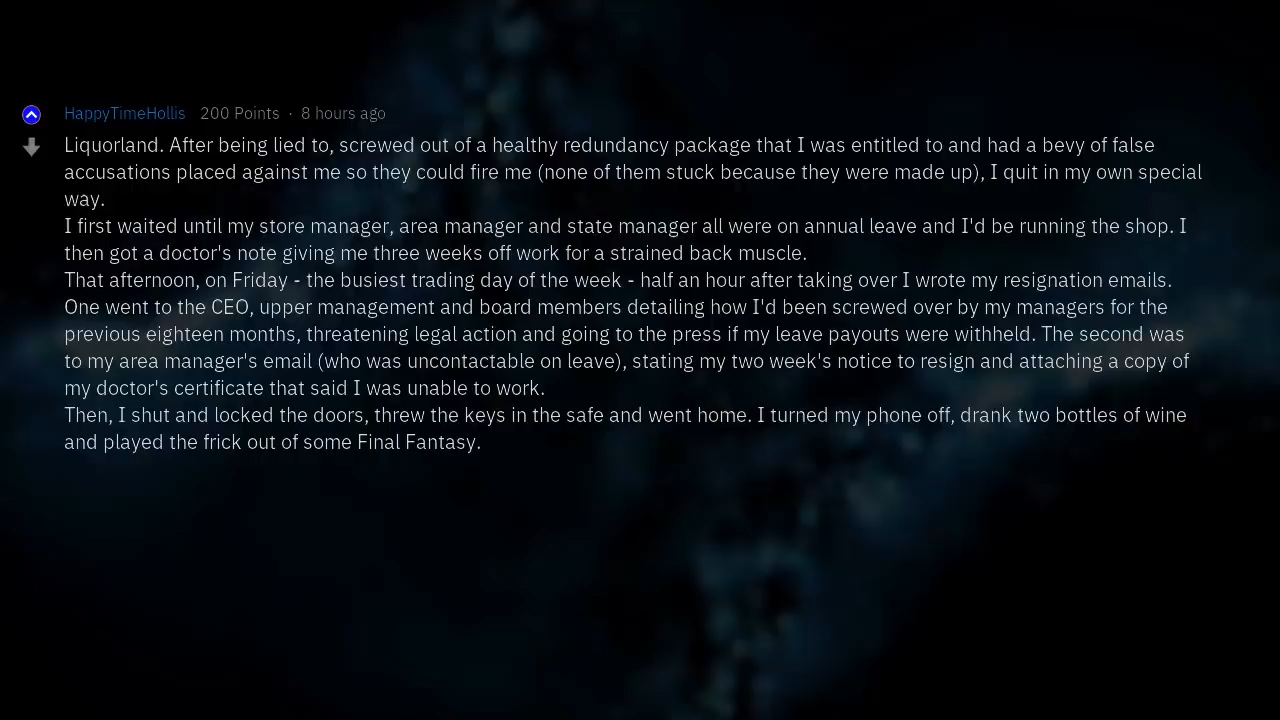 HappyTimeHollis 200 Points · 8 hours ago
Liquorland. After being lied to, screwed out of a healthy redundancy package that I was entitled to and had a bevy of false
accusations placed against me so they could fire me (none of them stuck because they were made up), I quit in my own special
way.
I first waited until my store manager, area manager and state manager all were on annual leave and I'd be running the shop. I
then got a doctor's note giving me three weeks off work for a strained back muscle.
That afternoon, on Friday - the busiest trading day of the week - half an hour after taking over I wrote my resignation emails.
One went to the CEO, upper management and board members detailing how I'd been screwed over by my managers for the
previous eighteen months, threatening legal action and going to the press if my leave payouts were withheld. The second was
to my area manager's email (who was uncontactable on leave), stating my two week's notice to resign and attaching a copy of
my doctor's certificate that said I was unable to work.
Then, I shut and locked the doors, threw the keys in the safe and went home. I turned my phone off, drank two bottles of wine
and played the frick out of some Final Fantasy.